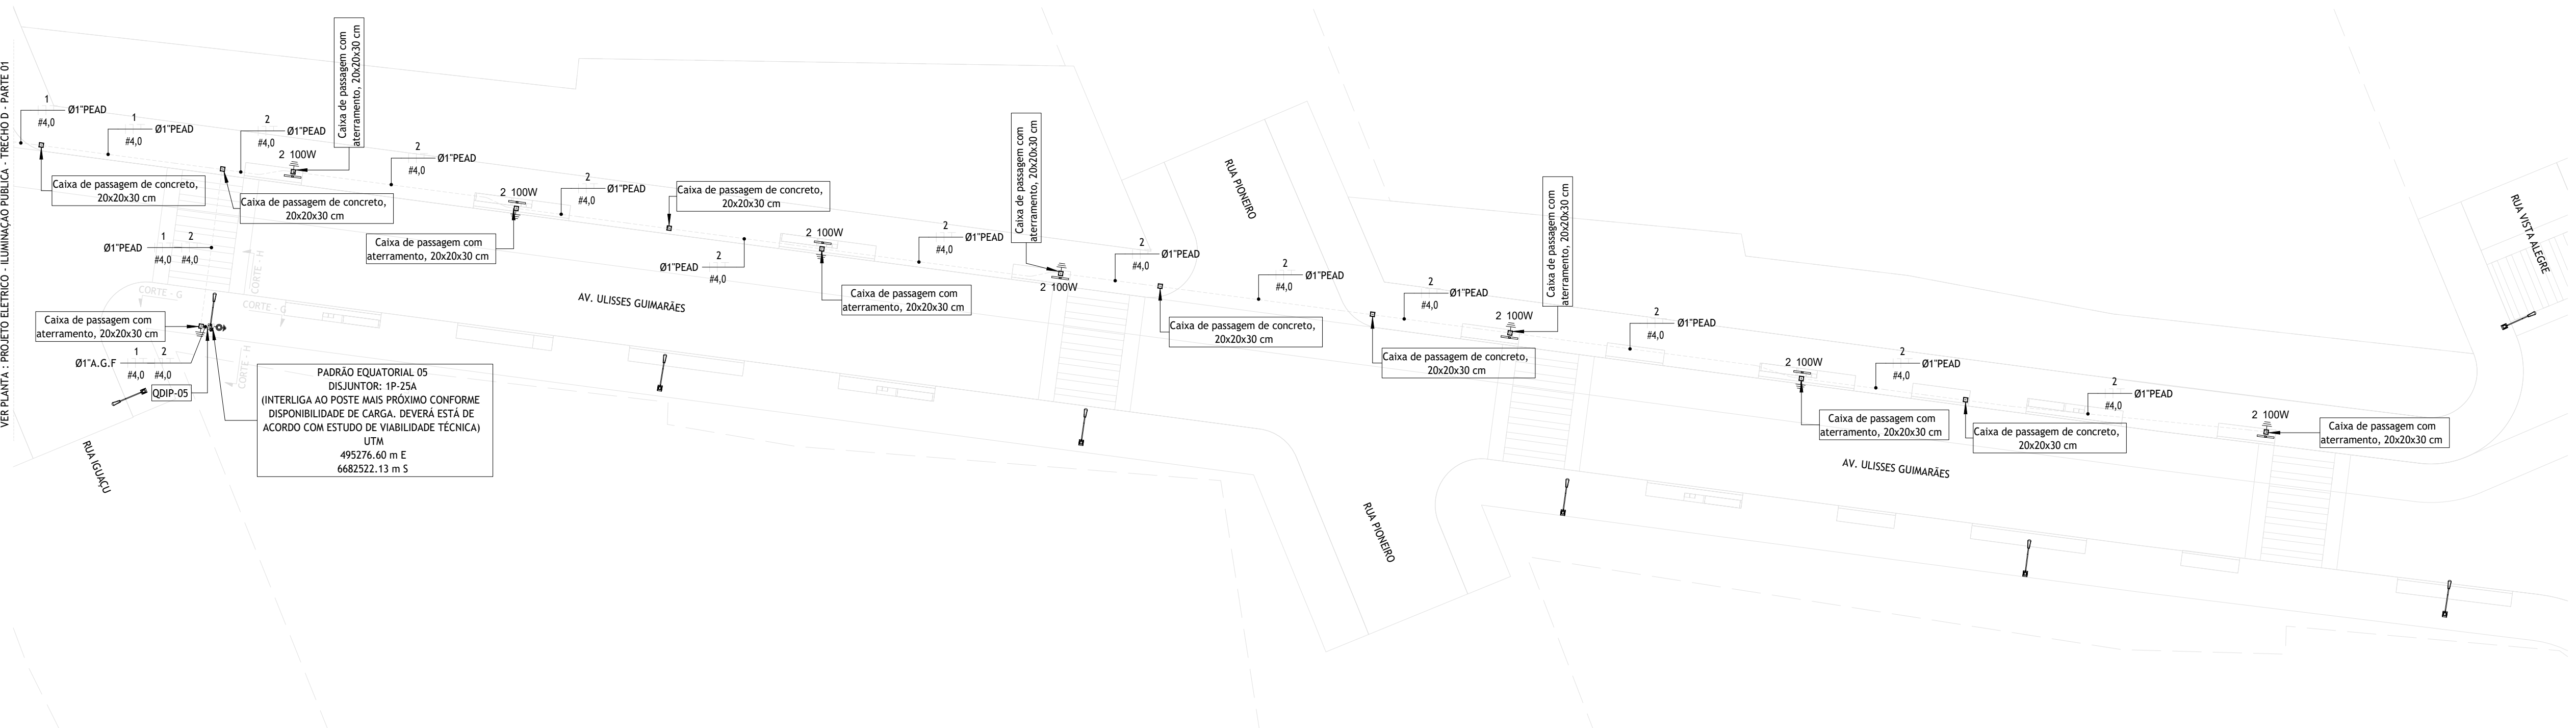 VER PLANTA : PROJETO ELETRICO - ILUMINAÇAO PUBLICA - TRECHO D - PARTE 01
1
Ø1"PEAD
#4,0
1
Ø1"PEAD
#4,0
2
Ø1"PEAD
#4,0
Caixa de passagem com
aterramento, 20x20x30 cm
2 100W
2
Ø1"PEAD
#4,0
Caixa de passagem de concreto,
20x20x30 cm
Caixa de passagem de concreto,
20x20x30 cm
2 100W
Caixa de passagem com
aterramento, 20x20x30 cm
2
Ø1"PEAD
#4,0
Caixa de passagem de concreto,
20x20x30 cm
Ø1"PEAD
1 2
#4,0 #4,0
CORTE - H
CORTE - G
CORTE - G
CORTE - H
Caixa de passagem com
aterramento, 20x20x30 cm
Ø1"A.G.F
1 2
#4,0 #4,0
QDIP-05
PADRÃO EQUATORIAL 05
DISJUNTOR: 1P-25A
(INTERLIGA AO POSTE MAIS PRÓXIMO CONFORME
DISPONIBILIDADE DE CARGA. DEVERÁ ESTÁ DE
ACORDO COM ESTUDO DE VIABILIDADE TÉCNICA)
UTM
495276.60 m E
6682522.13 m S
RUA IGUAÇU
AV. ULISSES GUIMARÃES
Ø1"PEAD
2
#4,0
2 100W
Caixa de passagem com
aterramento, 20x20x30 cm
2
Ø1"PEAD
#4,0
Caixa de passagem com
aterramento, 20x20x30 cm
2 100W
2
Ø1"PEAD
#4,0
Caixa de passagem de concreto,
20x20x30 cm
RUA PIONEIRO
2
Ø1"PEAD
#4,0
2
Ø1"PEAD
#4,0
Caixa de passagem de concreto,
20x20x30 cm
RUA PIONEIRO
Caixa de passagem com
aterramento, 20x20x30 cm
2 100W
2
Ø1"PEAD
#4,0
2 100W
Caixa de passagem com
aterramento, 20x20x30 cm
2
Ø1"PEAD
#4,0
Caixa de passagem de concreto,
20x20x30 cm
AV. ULISSES GUIMARÃES
2
Ø1"PEAD
#4,0
2 100W
Caixa de passagem com
aterramento, 20x20x30 cm
RUA VISTA ALEGRE